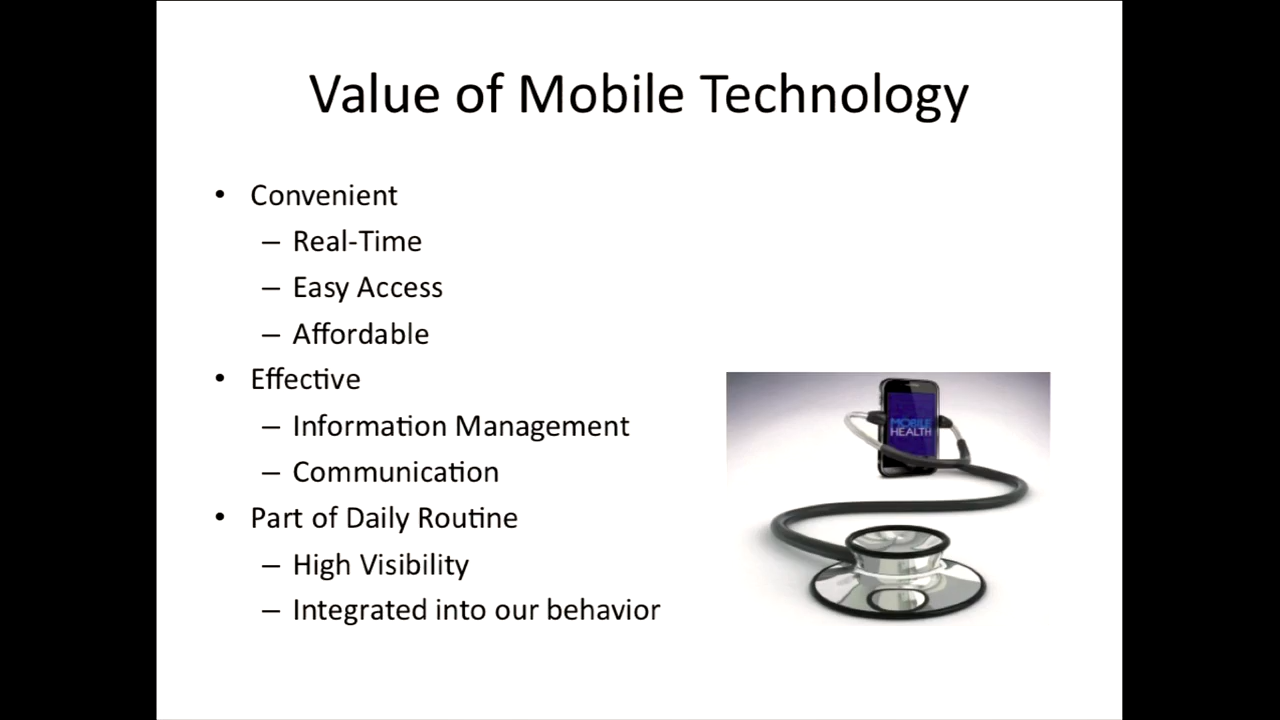 Value of Mobile Technology
• Convenient
– Real-Time
– Easy Access
– Affordable
• Effective
– Information Management
– Communication
• Part of Daily Routine
– High Visibility
– Integrated into our behavior
MOBILE
HEALTH